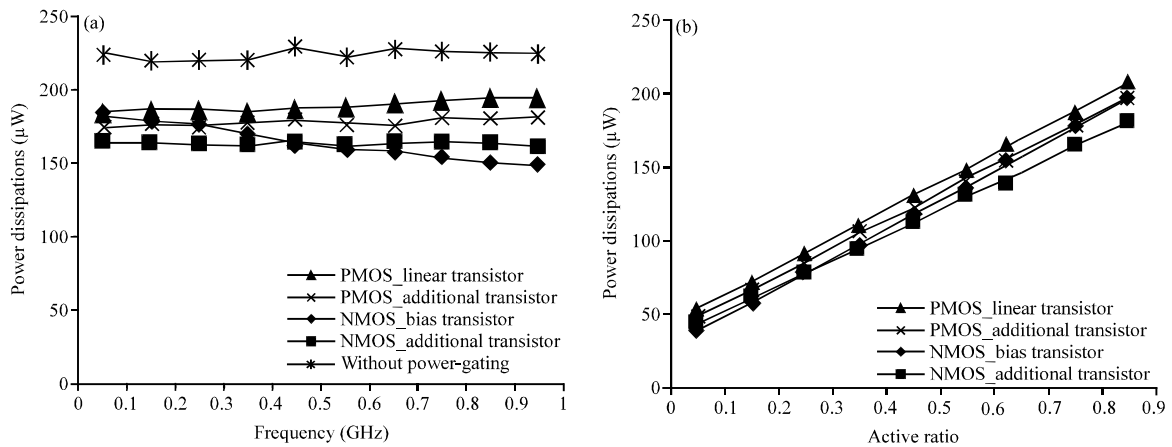 (a)
250
200
150
100
50
0
Power dissipations (µW)
0 0.1 0.2 0.3 0.4 0.5 0.6 0.7 0.8 0.9 1
Frequency (GHz)
PMOS_linear transistor
PMOS_additional transistor
NMOS_bias transistor
NMOS_additional transistor
Without power-gating
(b)
250
200
150
100
50
0
Power dissipations (µW)
0 0.1 0.2 0.3 0.4 0.5 0.6 0.7 0.8 0.9
Active ratio
PMOS_linear transistor
PMOS_additional transistor
NMOS_bias transistor
NMOS_additional transistor